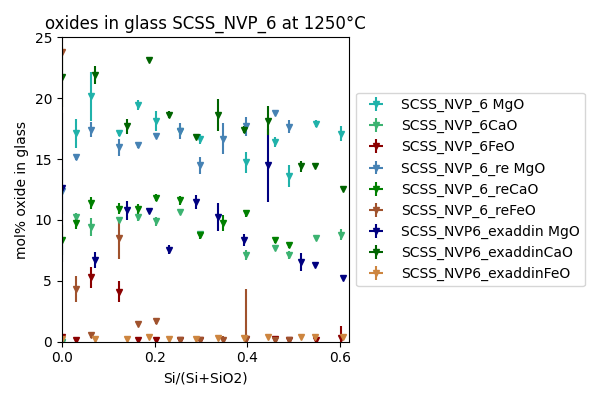 oxides in glass SCSS_NVP_6 at 1250°C
25
20
15
10
5
0
mol% oxide in glass
0.0
0.2
0.4
0.6
Si/(Si+SiO2)
SCSS_NVP_6 MgO
SCSS_NVP_6CaO
SCSS_NVP_6FeO
SCSS_NVP_6_re MgO
SCSS_NVP_6_reCaO
SCSS_NVP_6_reFeO
SCSS_NVP6_exaddin MgO
SCSS_NVP6_exaddinCaO
SCSS_NVP6_exaddinFeO